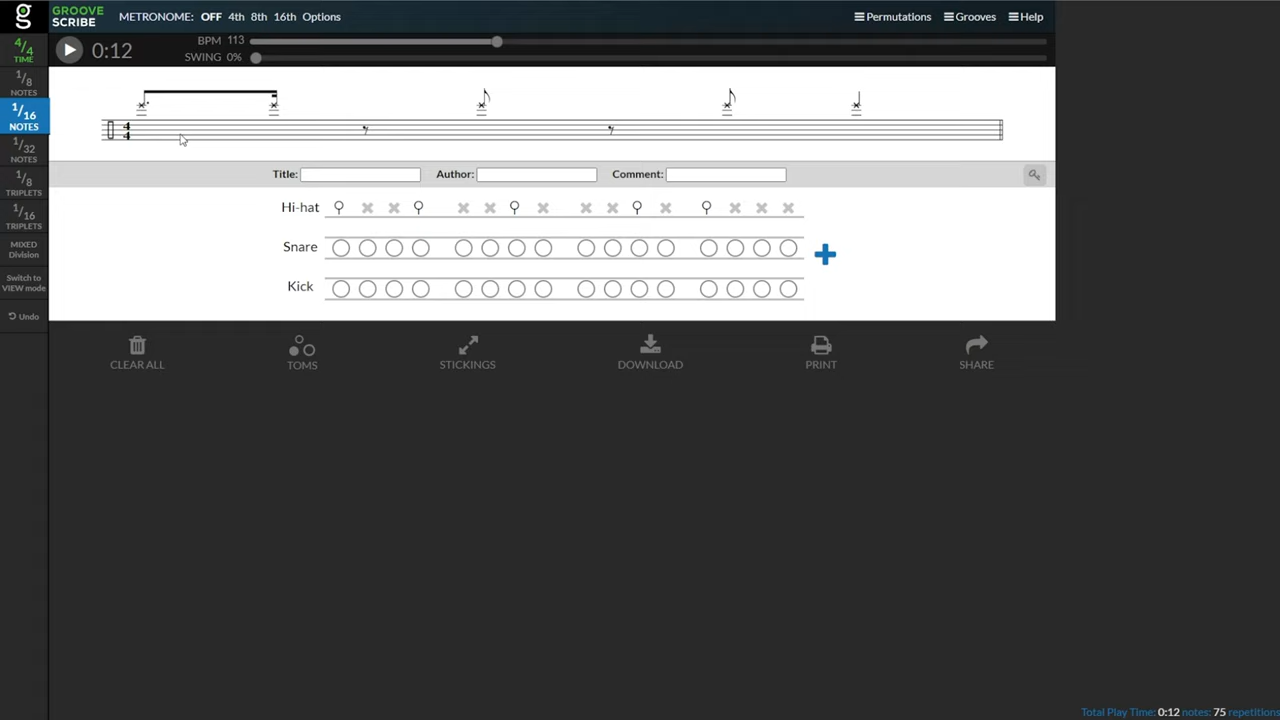 GROOVE SCRIBE METRONOME: OFF 4th 8th 16th Options Permutations Grooves Help
4/4 TIME
0:12
BPM 113
SWING 0%
1/8 NOTES
1/16 NOTES
1/32 NOTES
1/8 TRIPLETS
1/16 TRIPLETS
MIXED Division
Switch to VIEW mode
Undo
4
4
Title: Author: Comment:
Hi-hat
Snare
Kick
CLEAR ALL TOMS STICKINGS DOWNLOAD PRINT SHARE
Total Play Time: 0:12 notes: 75 repetitions